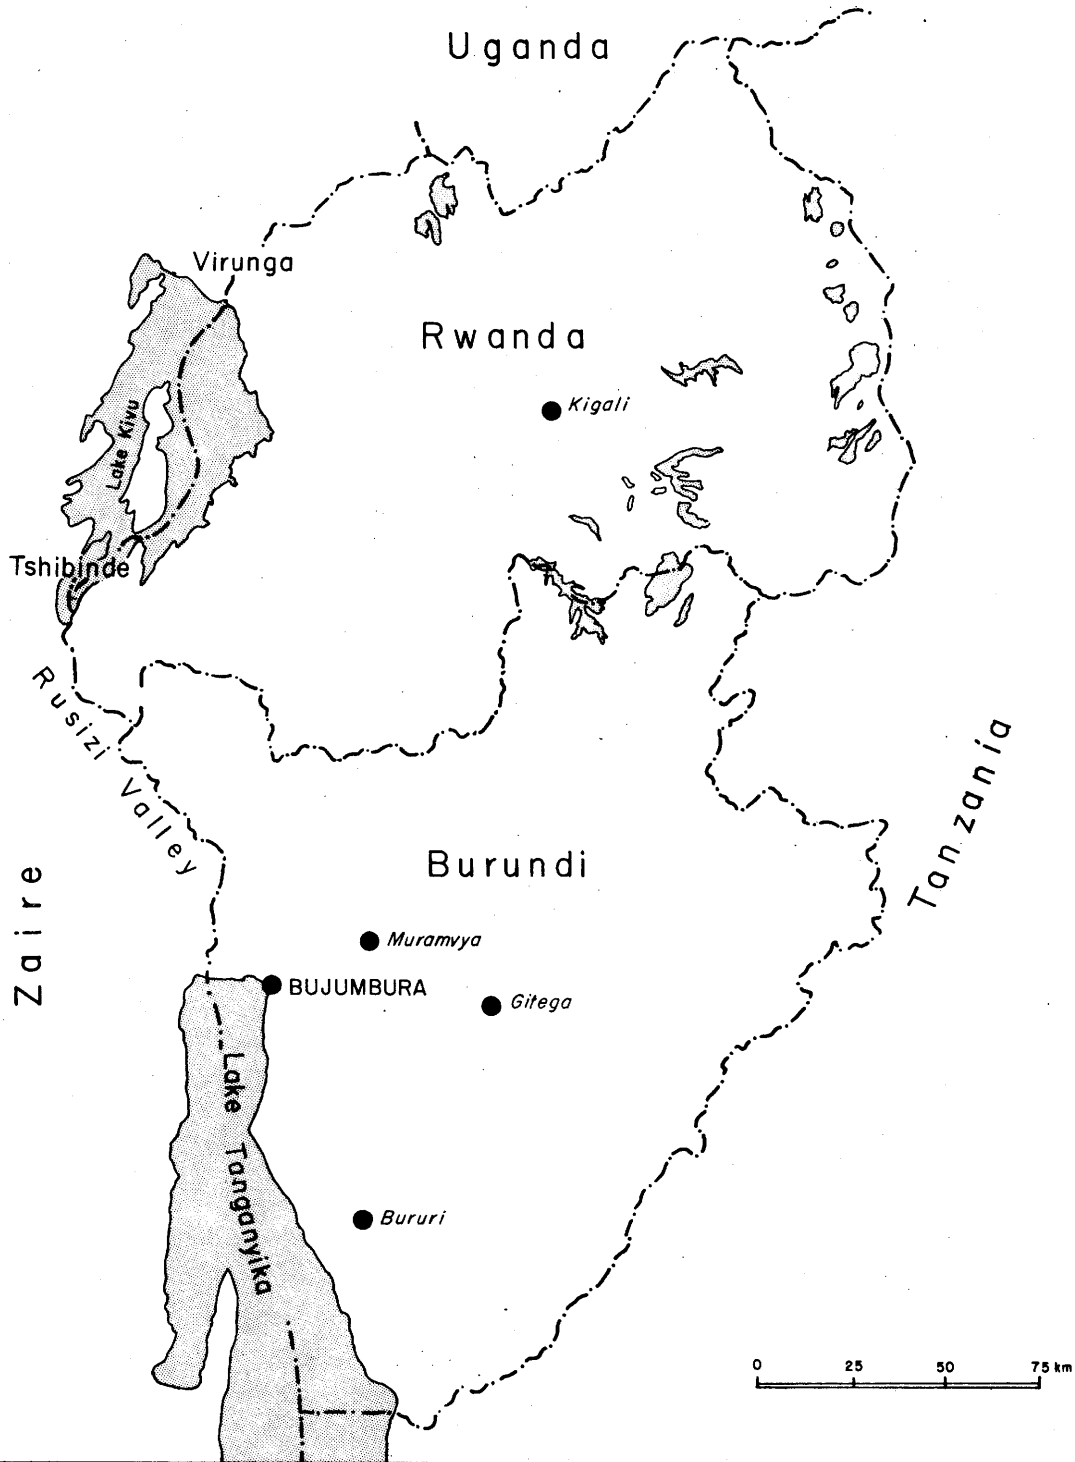 Uganda
Virunga
Rwanda
Kigali
Lake Kivu
Tshibinde
Rusizi Valley
Tanzania
Burundi
Zaire
Muramvya
BUJUMBURA
Gitega
Lake Tanganyika
Bururi
0 25 50 75 km